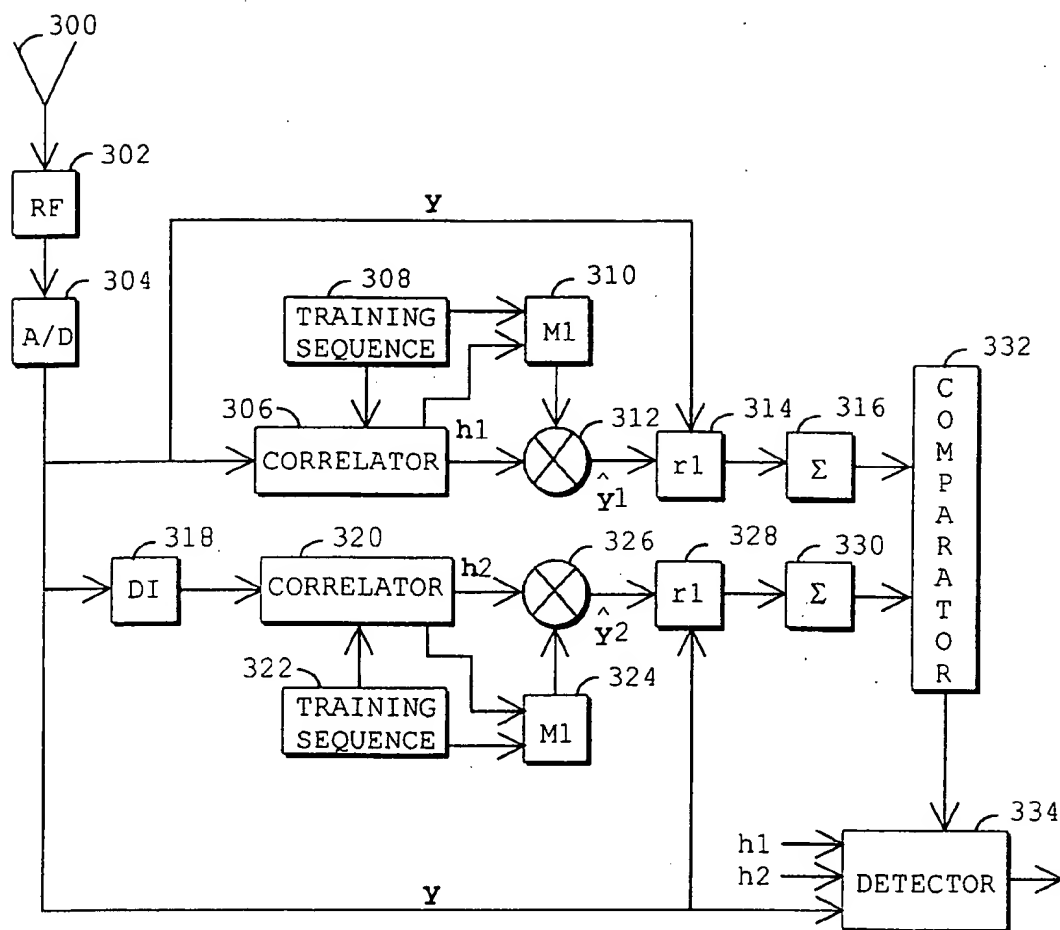 300
302
RF
y
304
A/D
308
TRAINING
SEQUENCE
310
M1
332
COMPARATOR
306
CORRELATOR
h1
312
ŷ1
314
r1
316
Σ
318
DI
320
CORRELATOR
h2
326
ŷ2
328
r1
330
Σ
322
TRAINING
SEQUENCE
324
M1
334
h1
h2
DETECTOR
y